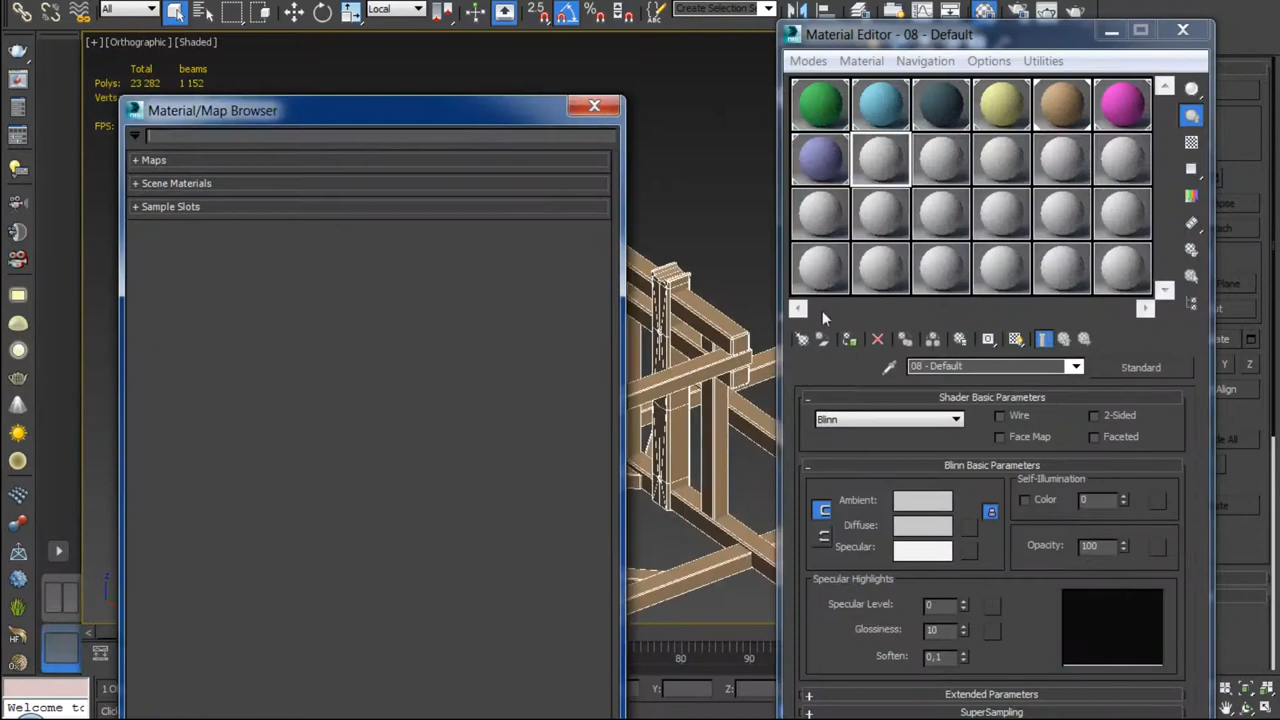 All
Local
2.5
Create Selection Se
[+] [Orthographic] [Shaded]
Total beams
Polys: 23 282 1 152
Verts
FPS:
Material/Map Browser
+ Maps
+ Scene Materials
+ Sample Slots
Material Editor - 08 - Default
Modes Material Navigation Options Utilities
08 - Default
Standard
Shader Basic Parameters
Blinn
Wire
2-Sided
Face Map
Faceted
Blinn Basic Parameters
Self-Illumination
Ambient:
Color 0
Diffuse:
Specular:
Opacity: 100
Specular Highlights
Specular Level: 0
Glossiness: 10
Soften: 0,1
+ Extended Parameters
+ SuperSampling
80
90
Y:
Z:
Welcome to